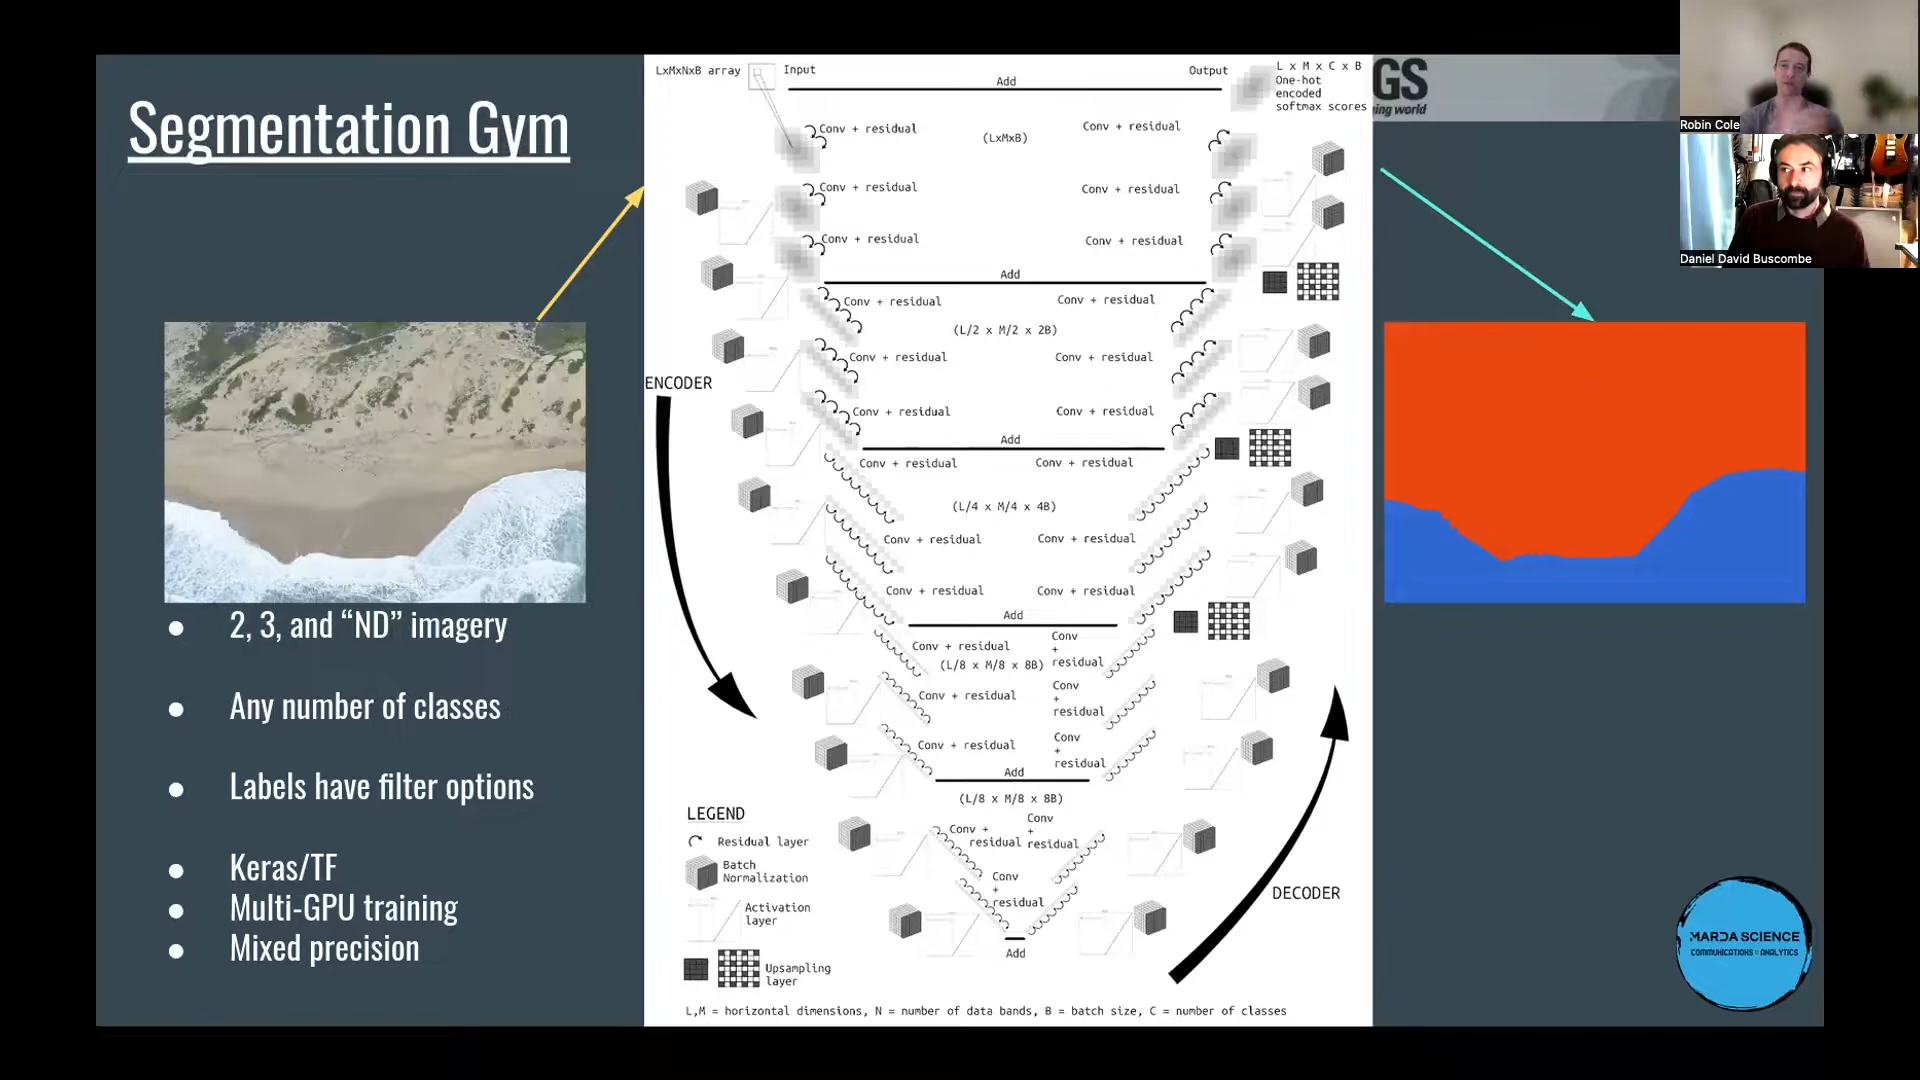 Segmentation Gym
LxMxNxB array
Input
Add
Output
L x M x C x B
One-hot
encoded
softmax scores
GS
ing world
Robin Cole
Daniel David Buscombe
Conv + residual
(LxMxB)
Conv + residual
Conv + residual
Conv + residual
Conv + residual
Conv + residual
Add
Conv + residual
Conv + residual
(L/2 x M/2 x 2B)
Conv + residual
Conv + residual
ENCODER
Conv + residual
Conv + residual
Add
Conv + residual
Conv + residual
(L/4 x M/4 x 4B)
Conv + residual
Conv + residual
Conv + residual
Conv + residual
Add
Conv + residual
Conv
+
residual
(L/8 x M/8 x 8B)
Conv + residual
Conv
+
residual
Conv + residual
Conv
+
residual
Add
(L/8 x M/8 x 8B)
Conv +
residual
Conv
+
residual
Conv
+
residual
Add
DECODER
LEGEND
Residual layer
Batch
Normalization
Activation
layer
Upsampling
layer
L,M = horizontal dimensions, N = number of data bands, B = batch size, C = number of classes
2, 3, and “ND” imagery
Any number of classes
Labels have filter options
Keras/TF
Multi-GPU training
Mixed precision
MARDA SCIENCE
COMMUNICATIONS + ANALYTICS